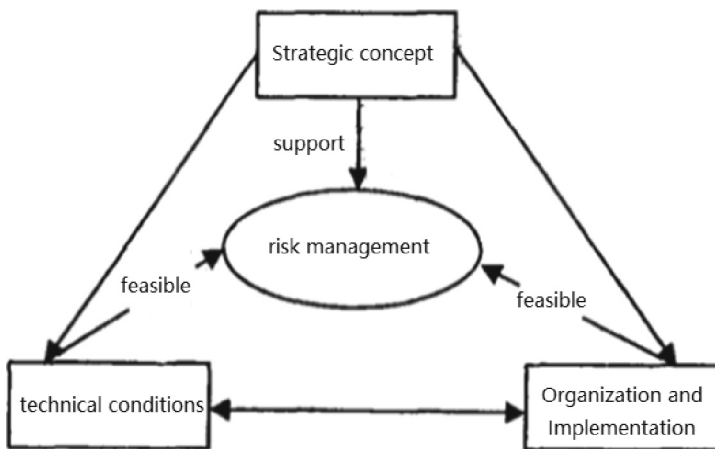 Strategic concept
support
risk management
feasible
feasible
technical conditions
Organization and
Implementation